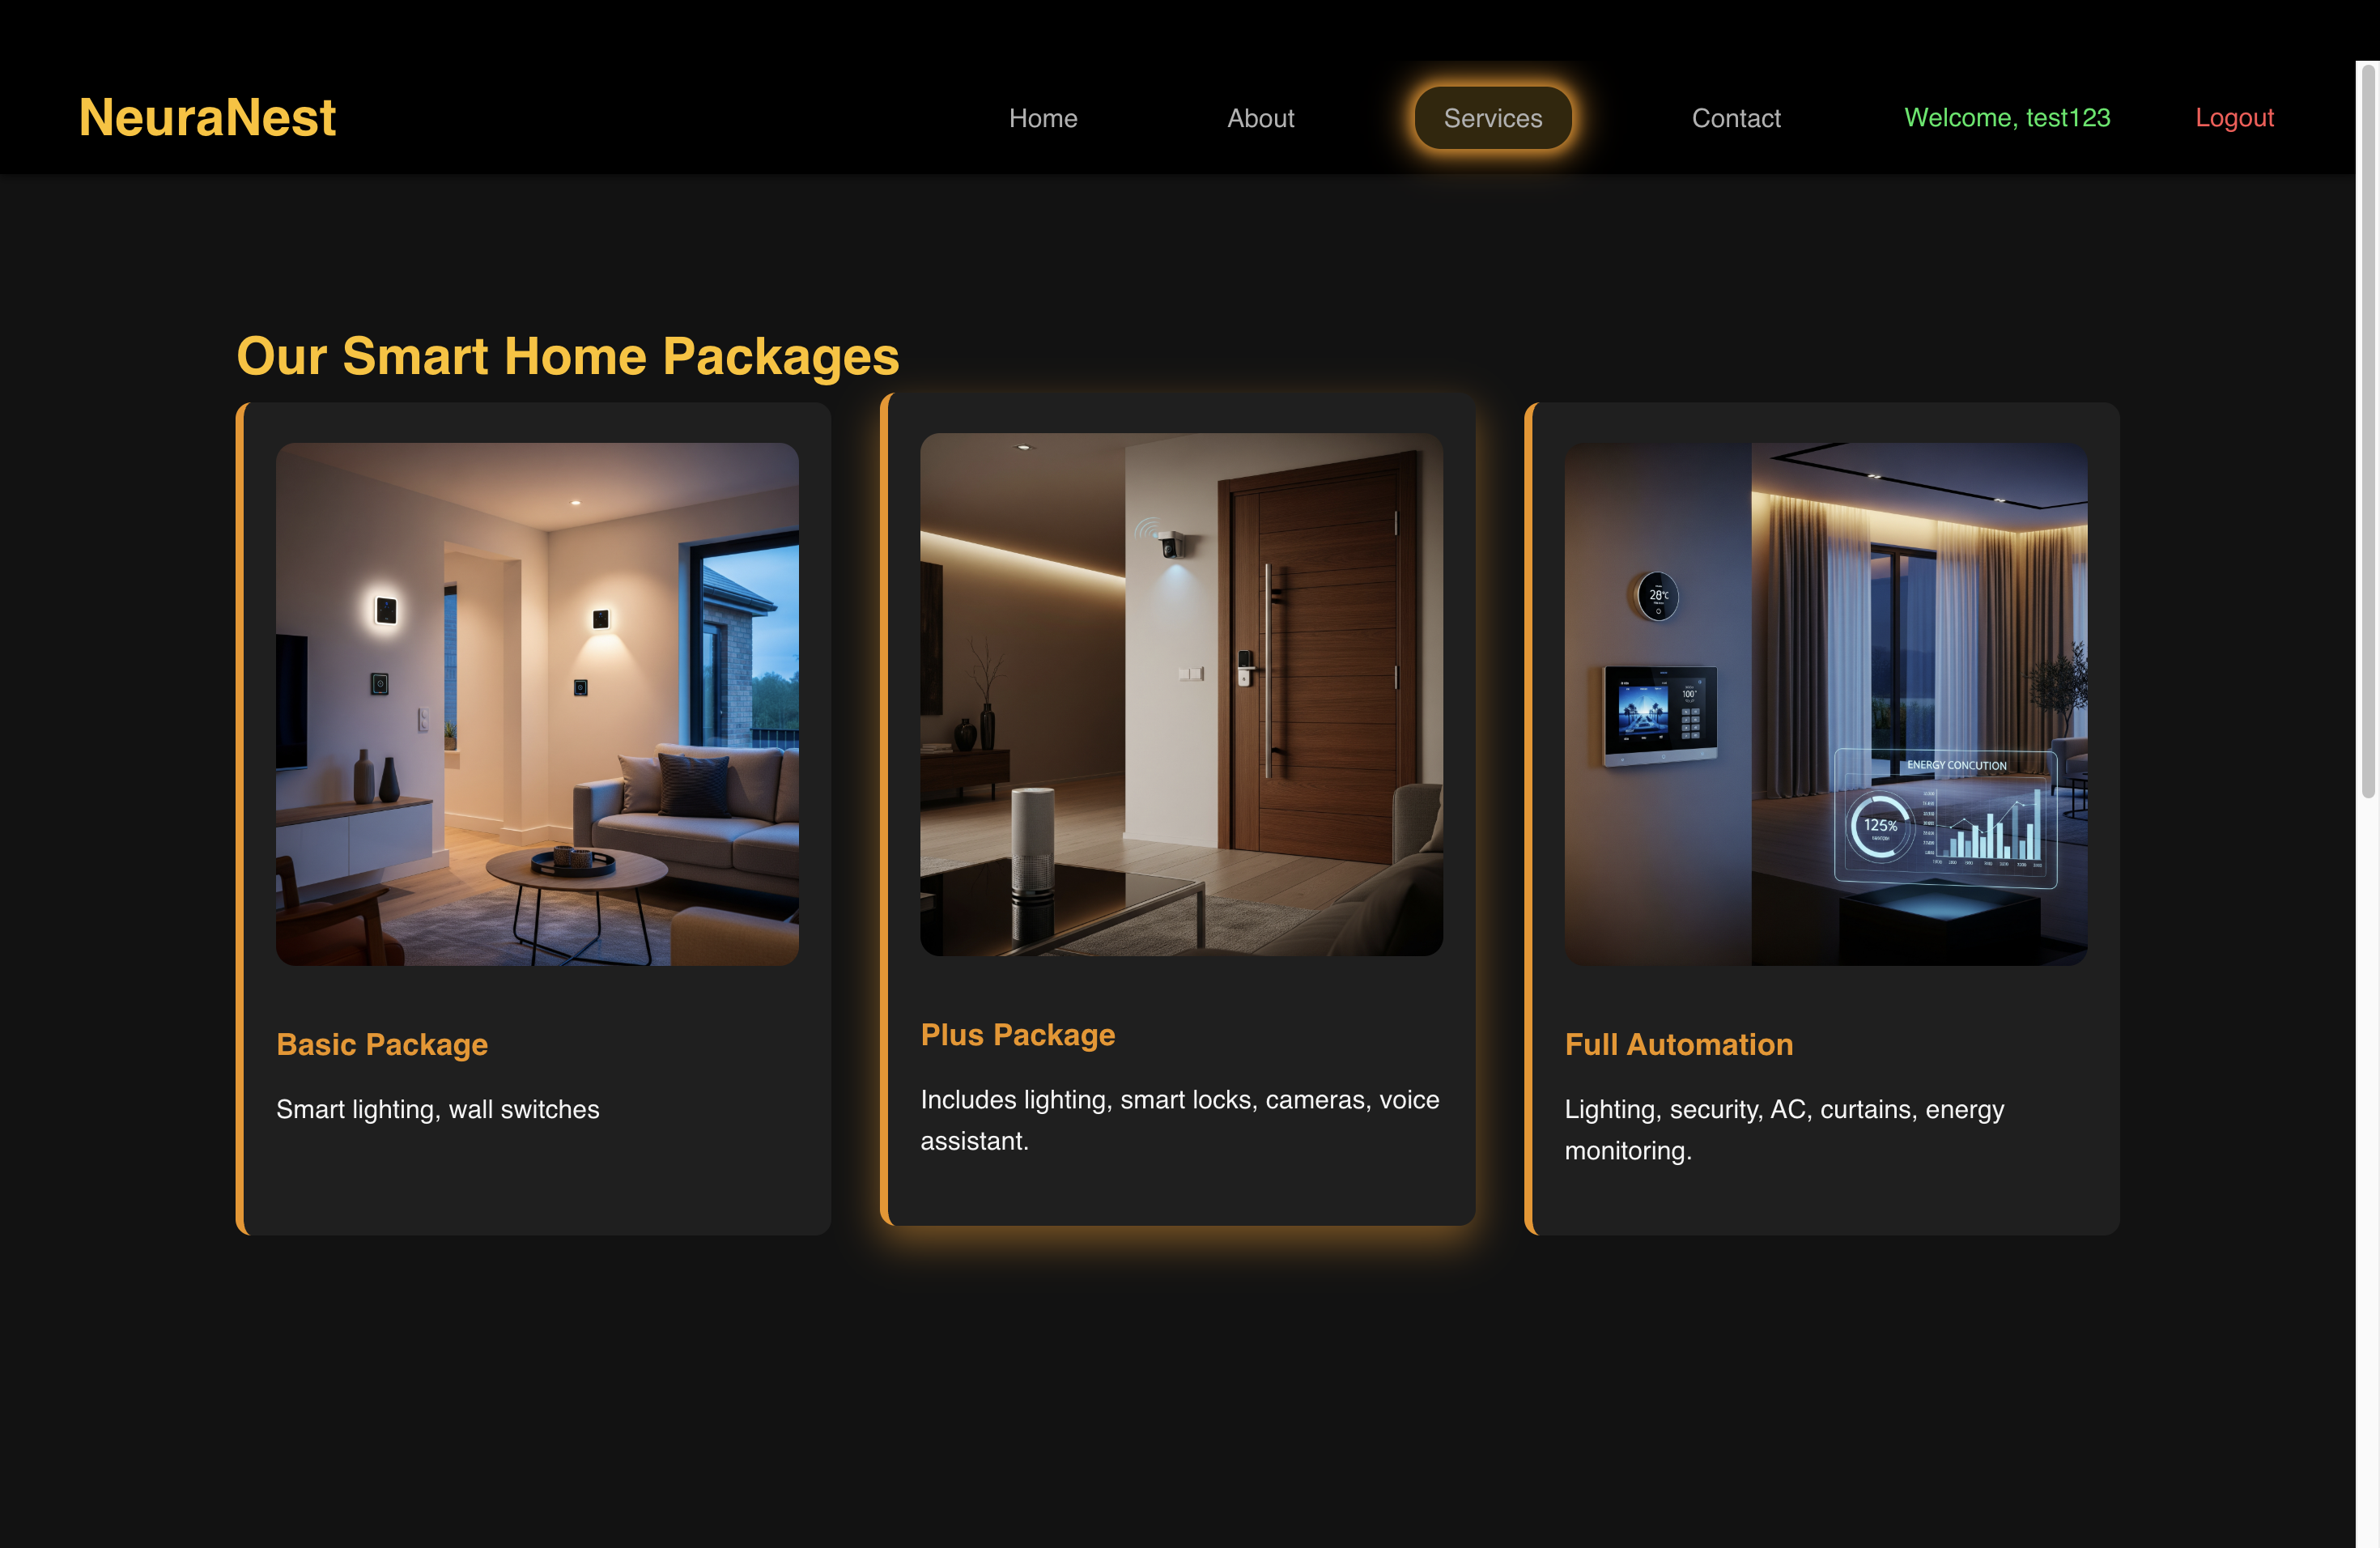 NeuraNest
Home
About
Services
Contact
Welcome, test123
Logout
Our Smart Home Packages
28°C
100°
ENERGY CONCUTION
125%
Basic Package
Smart lighting, wall switches
Plus Package
Includes lighting, smart locks, cameras, voice
assistant.
Full Automation
Lighting, security, AC, curtains, energy
monitoring.